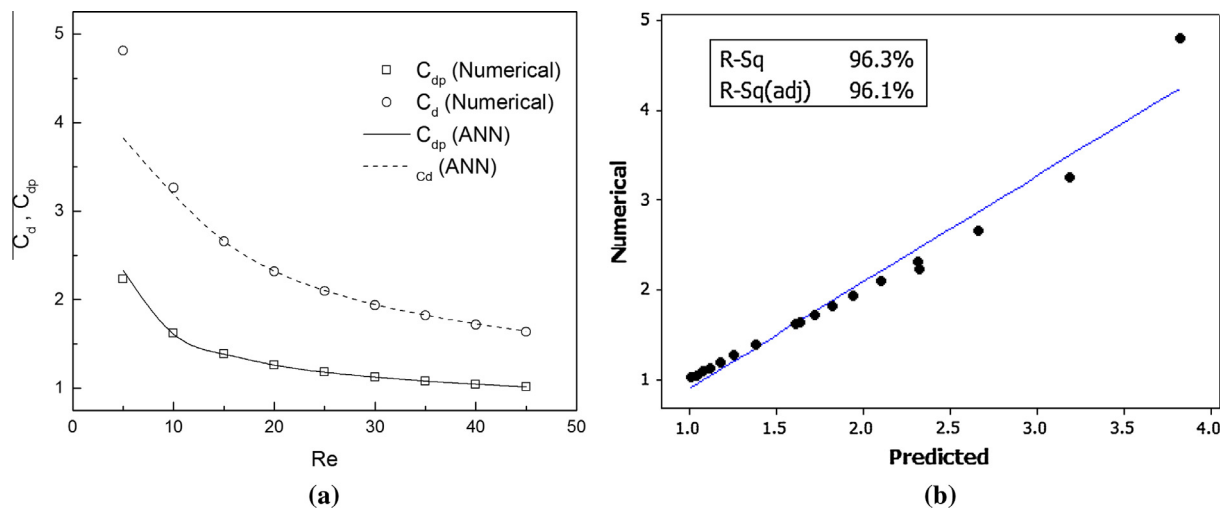 5
4
3
2
1
C_d , C_dp
C_dp (Numerical)
C_d (Numerical)
C_dp (ANN)
Cd (ANN)
0 10 20 30 40 50
Re
(a)
5
4
3
2
1
Numerical
R-Sq 96.3%
R-Sq(adj) 96.1%
1.0 1.5 2.0 2.5 3.0 3.5 4.0
Predicted
(b)